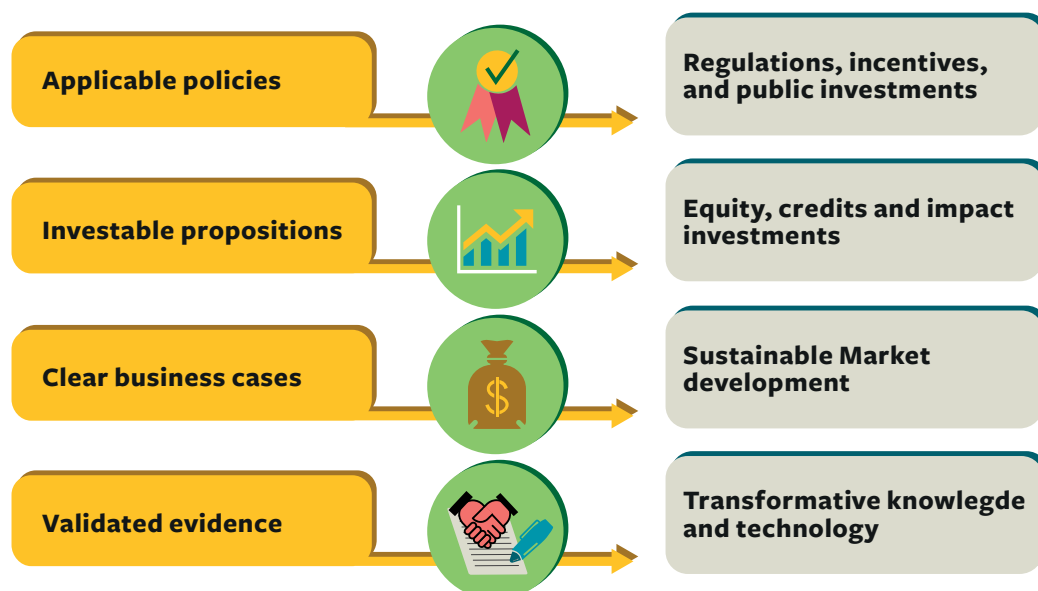 Applicable policies
Regulations, incentives,
and public investments
Investable propositions
Equity, credits and impact
investments
$
Clear business cases
Sustainable Market
development
Validated evidence
Transformative knowlegde
and technology